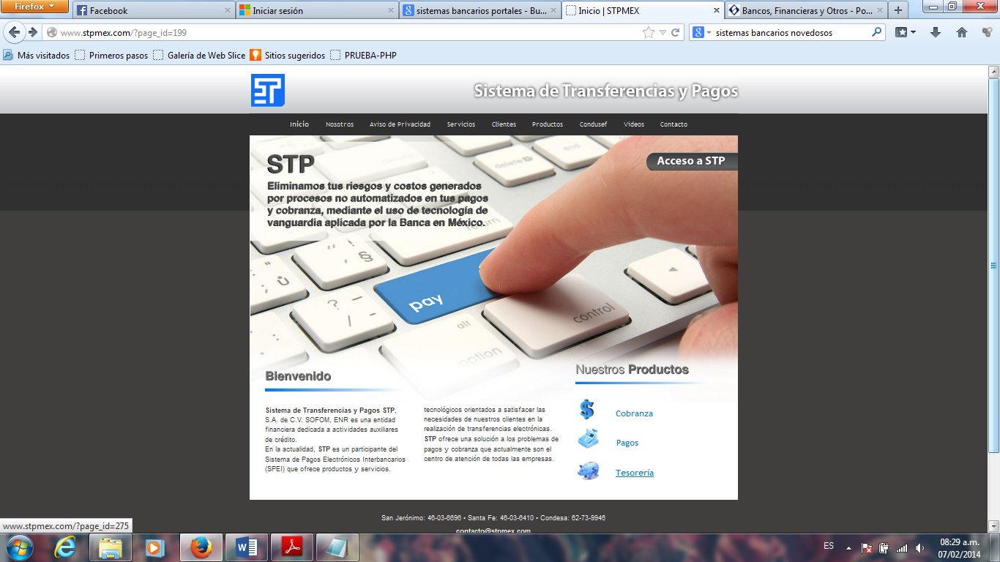 Firefox
Facebook
Iniciar sesión
sistemas bancarios portales - Bu...
Inicio | STPMEX
Bancos, Financieras y Otros - Po...
www.stpmex.com/?page_id=199
sistemas bancarios novedosos
Más visitados
Primeros pasos
Galería de Web Slice
Sitios sugeridos
PRUEBA-PHP
Sistema de Transferencias y Pagos
Inicio Nosotros Aviso de Privacidad Servicios Clientes Productos Condusef Videos Contacto
STP
Eliminamos tus riesgos y costos generados
por procesos no automatizados en tus pagos
y cobranza, mediante el uso de tecnología de
vanguardia aplicada por la Banca en México.
Acceso a STP
delete
end
return
pay
control
alt
option
Bienvenido
Sistema de Transferencias y Pagos STP,
S.A. de C.V. SOFOM, ENR es una entidad
financiera dedicada a actividades auxiliares
de crédito.
En la actualidad, STP es un participante del
Sistema de Pagos Electrónicos Interbancarios
(SPEI) que ofrece productos y servicios.
tecnológicos orientados a satisfacer las
necesidades de nuestros clientes en la
realización de transferencias electrónicas.
STP ofrece una solución a los problemas de
pagos y cobranza que actualmente son el
centro de atención de todas las empresas.
Nuestros Productos
Cobranza
Pagos
Tesorería
San Jerónimo: 46-03-6696 • Santa Fe: 46-03-6410 • Condesa: 62-73-9946
contacto@stpmex.com
www.stpmex.com/?page_id=275
ES
08:29 a.m.
07/02/2014